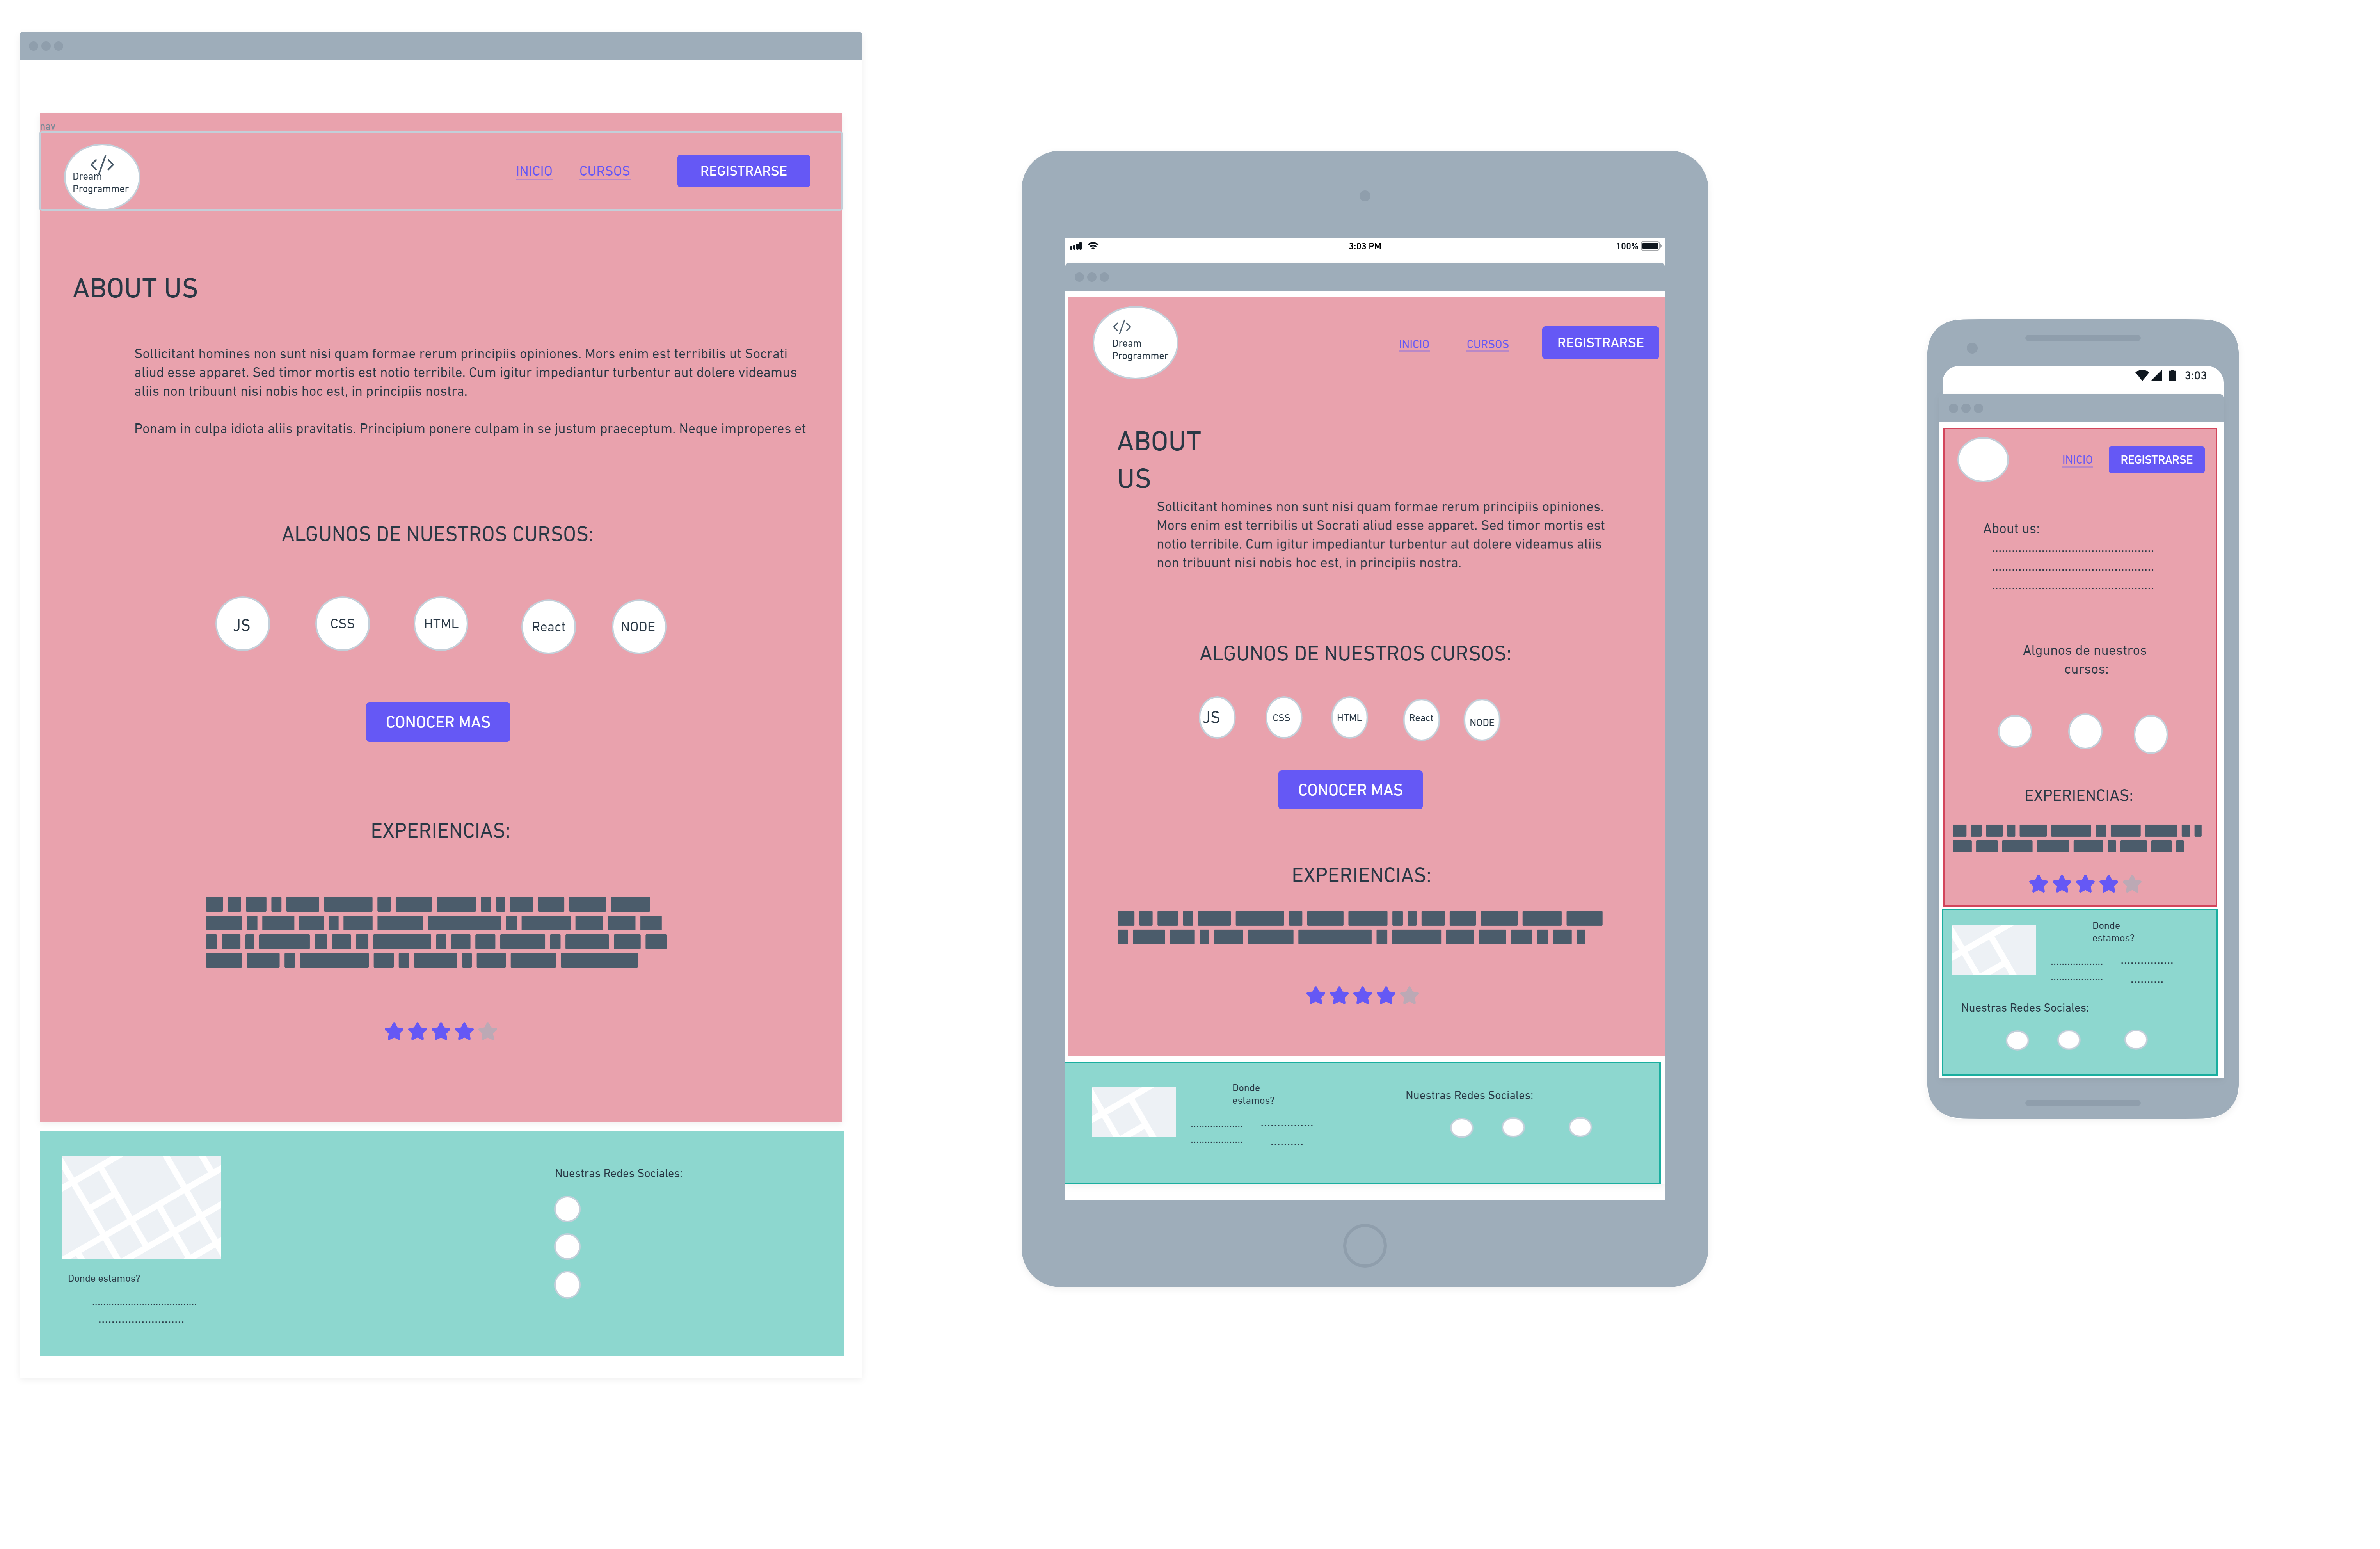 nav
</>
Dream
Programmer
INICIO
CURSOS
REGISTRARSE
ABOUT US
Sollicitant homines non sunt nisi quam formae rerum principiis opiniones. Mors enim est terribilis ut Socrati
aliud esse apparet. Sed timor mortis est notio terribile. Cum igitur impediantur turbentur aut dolere videamus
aliis non tribuunt nisi nobis hoc est, in principiis nostra.
Ponam in culpa idiota aliis pravitatis. Principium ponere culpam in se justum praeceptum. Neque improperes et
ALGUNOS DE NUESTROS CURSOS:
JS
CSS
HTML
React
NODE
CONOCER MAS
EXPERIENCIAS:
Nuestras Redes Sociales:
Donde estamos?
3:03 PM
100%
</>
Dream
Programmer
INICIO
CURSOS
REGISTRARSE
ABOUT
US
Sollicitant homines non sunt nisi quam formae rerum principiis opiniones.
Mors enim est terribilis ut Socrati aliud esse apparet. Sed timor mortis est
notio terribile. Cum igitur impediantur turbentur aut dolere videamus aliis
non tribuunt nisi nobis hoc est, in principiis nostra.
ALGUNOS DE NUESTROS CURSOS:
JS
CSS
HTML
React
NODE
CONOCER MAS
EXPERIENCIAS:
Donde
estamos?
Nuestras Redes Sociales:
3:03
INICIO
REGISTRARSE
About us:
Algunos de nuestros
cursos:
EXPERIENCIAS:
Donde
estamos?
Nuestras Redes Sociales: